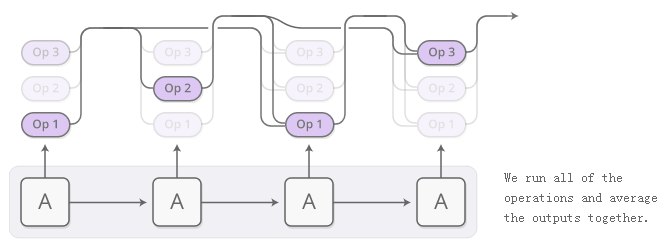 Op 3 Op 3 Op 3 Op 3
Op 2 Op 2 Op 2 Op 2
Op 1 Op 1 Op 1 Op 1
A A A A
We run all of the
operations and average
the outputs together.